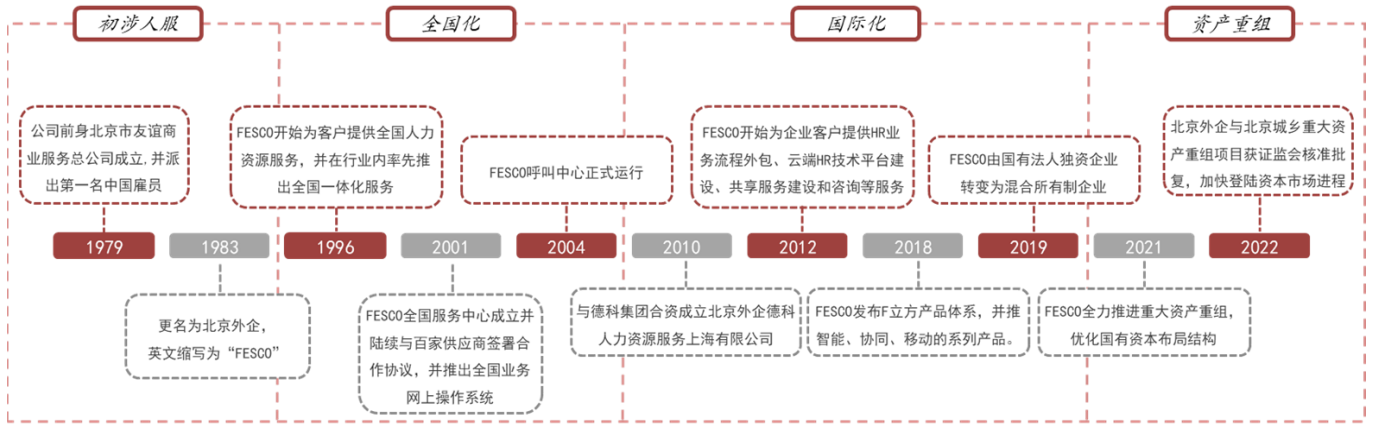 初涉人服
全国化
国际化
资产重组
公司前身北京市友谊商
业服务总公司成立,并派
出第一名中国雇员
FESCO开始为客户提供全国人力
资源服务，并在行业内率先推
出全国一体化服务
FESCO呼叫中心正式运行
FESCO开始为企业客户提供HR业
务流程外包、云端HR技术平台建
设、共享服务建设和咨询等服务
FESCO由国有法人独资企业
转变为混合所有制企业
北京外企与北京城乡重大资
产重组项目获证监会核准批
复，加快登陆资本市场进程
1979
1983
1996
2001
2004
2010
2012
2018
2019
2021
2022
更名为北京外企，
英文缩写为“FESCO”
FESCO全国服务中心成立并
陆续与百家供应商签署合
作协议，并推出全国业务
网上操作系统
与德科集团合资成立北京外企德科
人力资源服务上海有限公司
FESCO发布F立方产品体系，并推
智能、协同、移动的系列产品。
FESCO全力推进重大资产重组，
优化国有资本布局结构